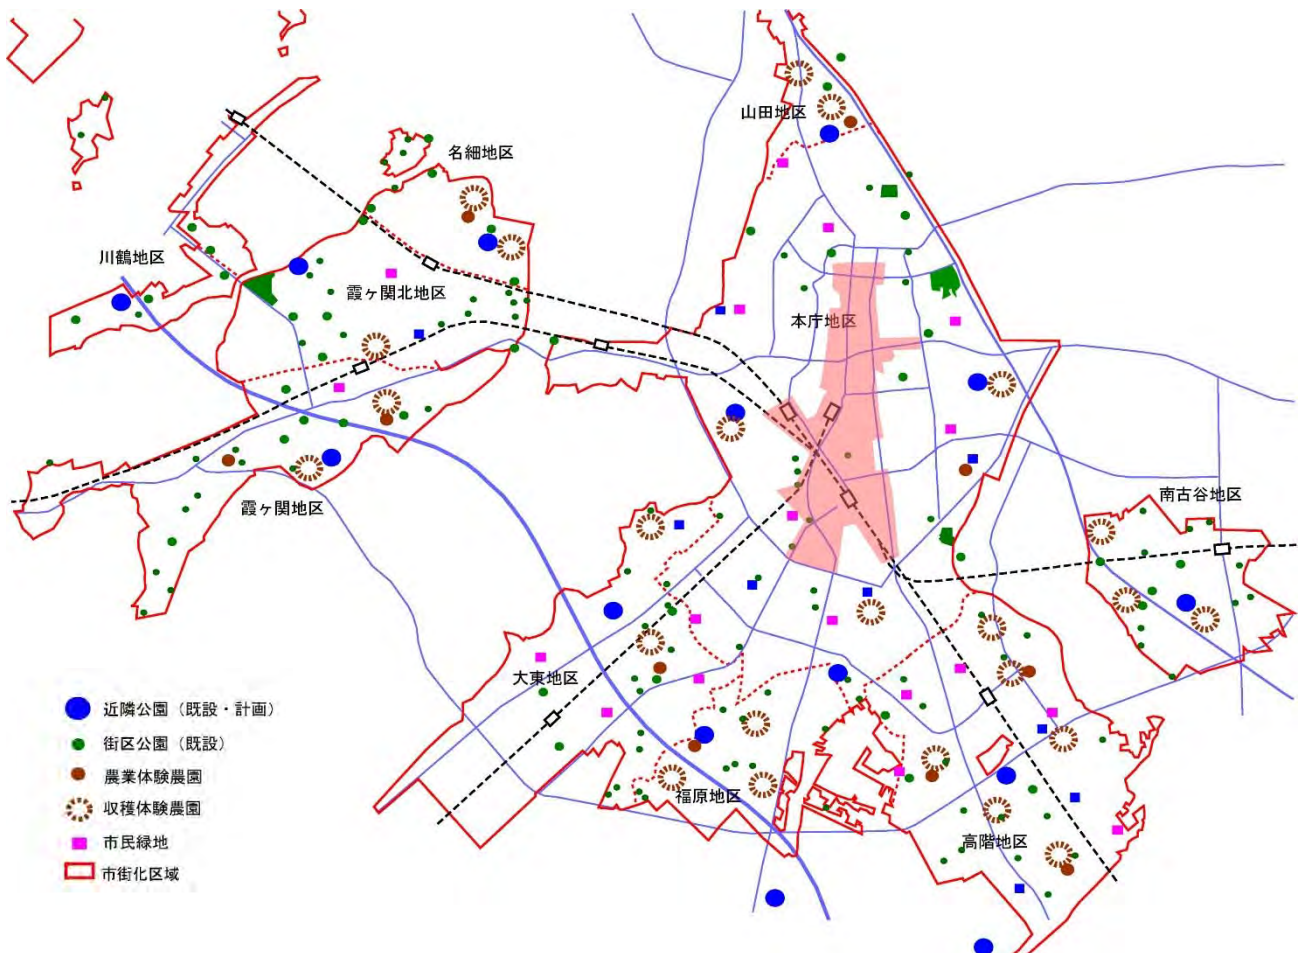 山田地区
名細地区
川鶴地区
霞ヶ関北地区
本庁地区
南古谷地区
霞ヶ関地区
大東地区
福原地区
高階地区
近隣公園（既設・計画）
街区公園（既設）
農業体験農園
収穫体験農園
市民緑地
市街化区域